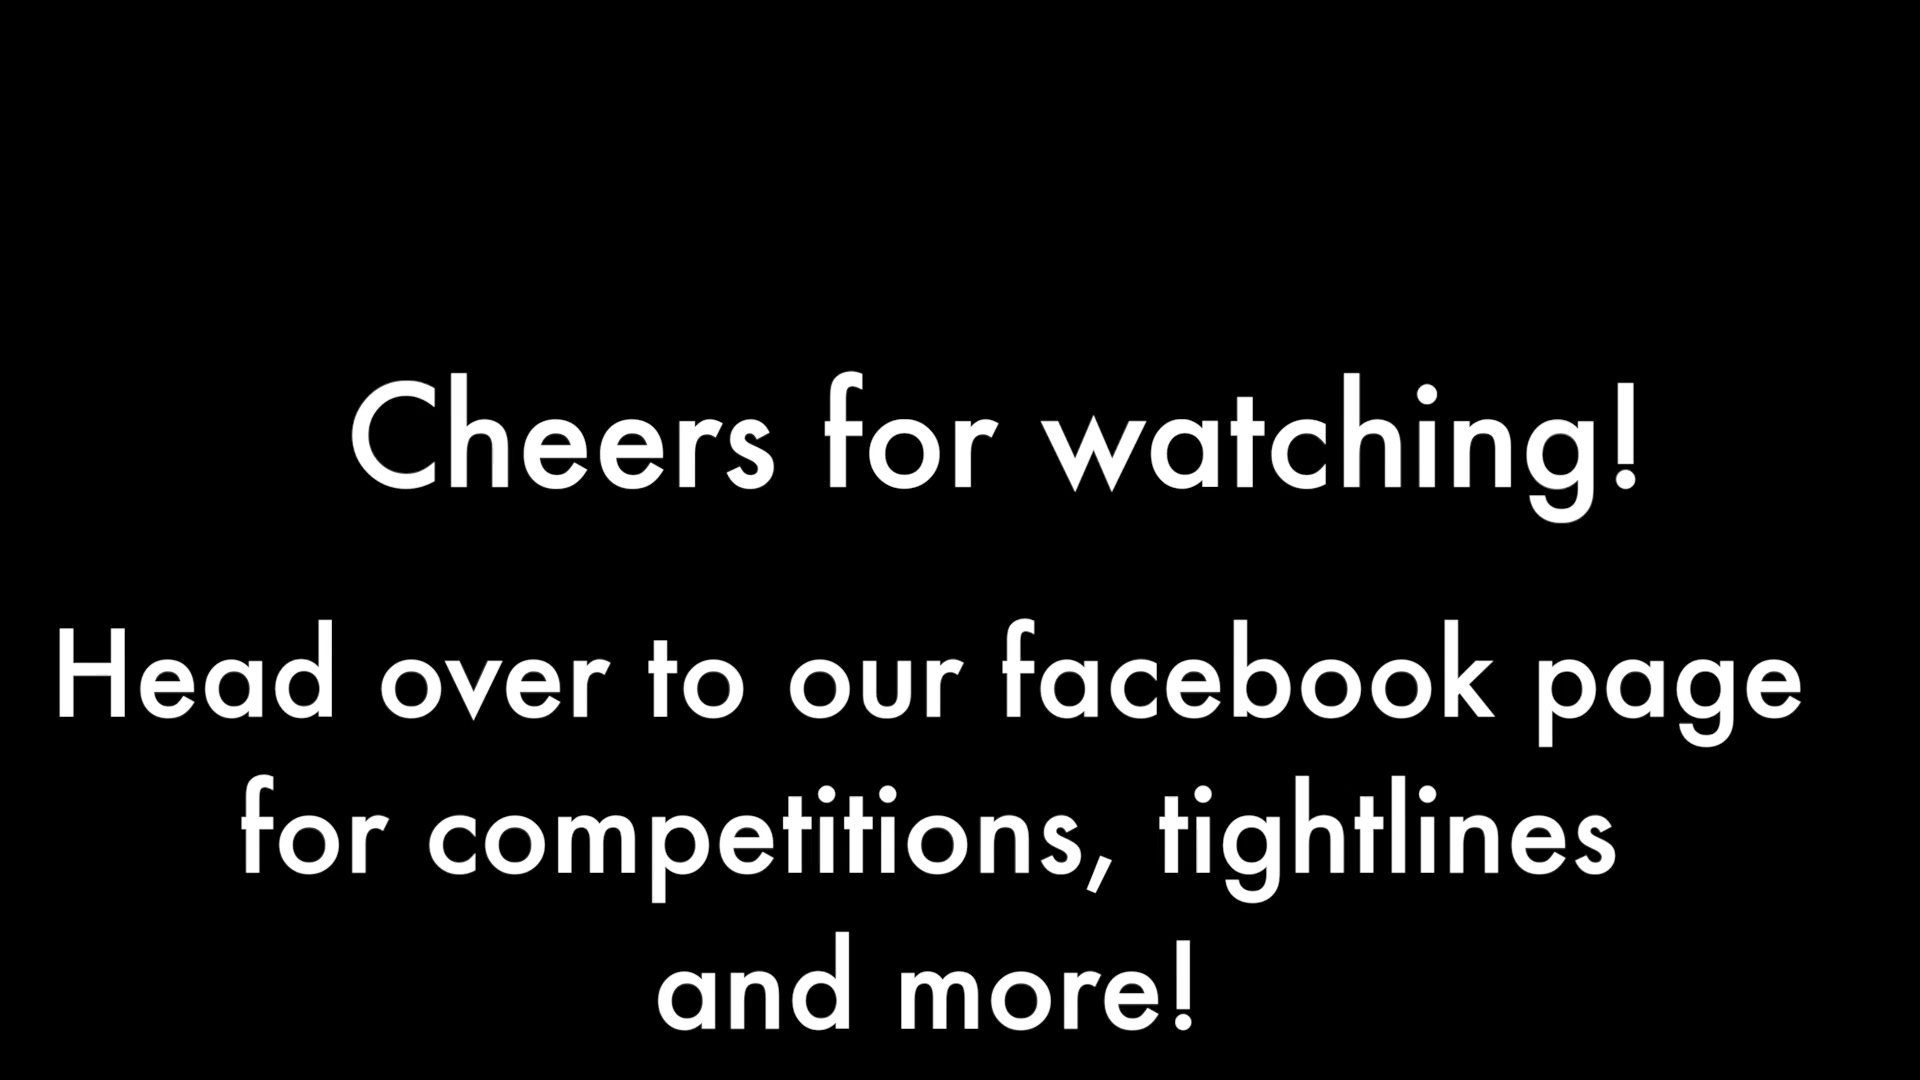 Cheers for watching!
Head over to our facebook page
for competitions, tightlines
and more!